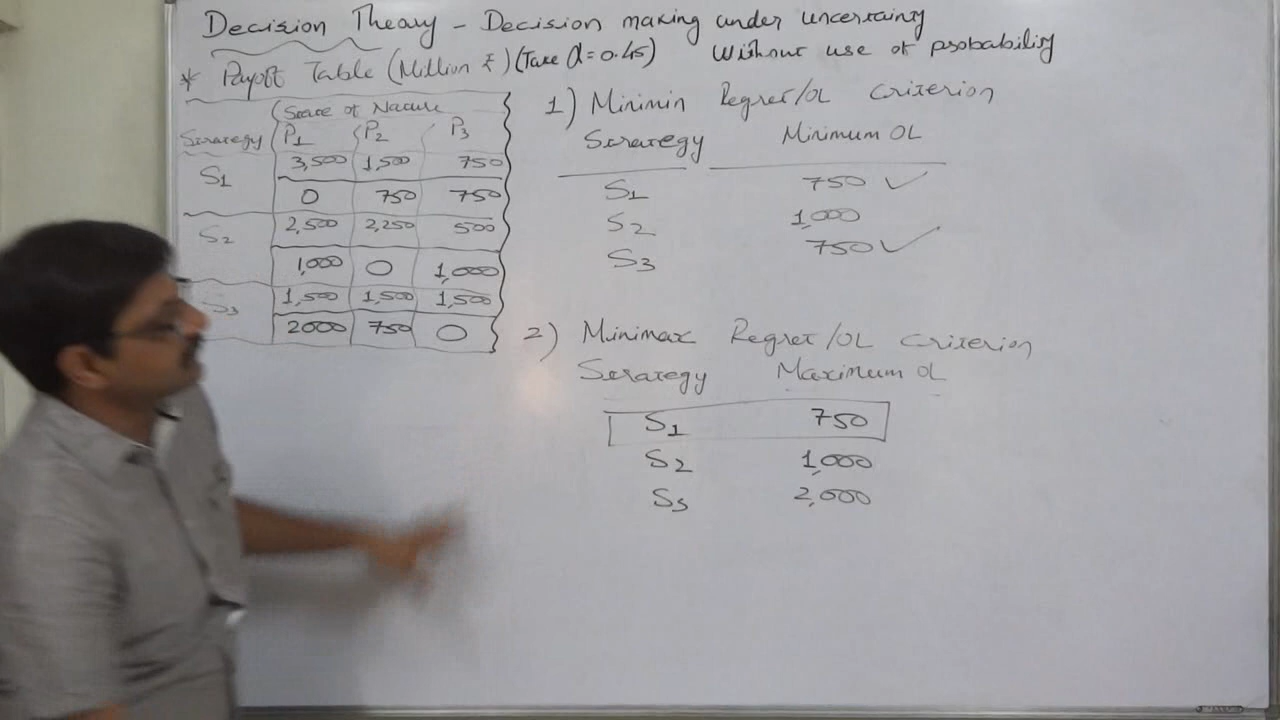 Decision Theory – Decision making under uncertainty
* Payoff Table (Million ₹) (Take α = 0.45) Without use of probability
State of Nature
Strategy P1 P2 P3
S1 3,500 1,500 750
0 750 750
S2 2,500 2,250 500
1,000 0 1,000
S3 1,500 1,500 1,500
2000 750 0
1) Minimin Regret/OL Criterion
Strategy Minimum OL
S1 750 ✓
S2 1,000
S3 750 ✓
2) Minimax Regret/OL Criterion
Strategy Maximum OL
S1 750
S2 1,000
S3 2,000